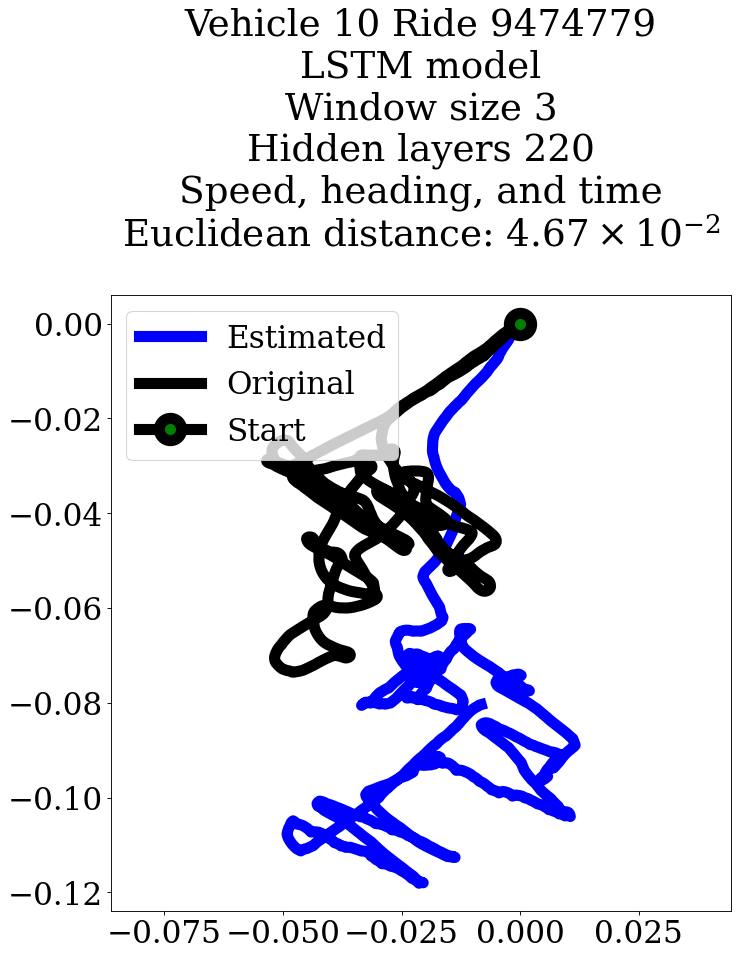 Vehicle 10 Ride 9474779
LSTM model
Window size 3
Hidden layers 220
Speed, heading, and time
Euclidean distance: 4.67 × 10⁻²
Estimated
Original
Start
0.00
−0.02
−0.04
−0.06
−0.08
−0.10
−0.12
−0.075 −0.050 −0.025 0.000 0.025